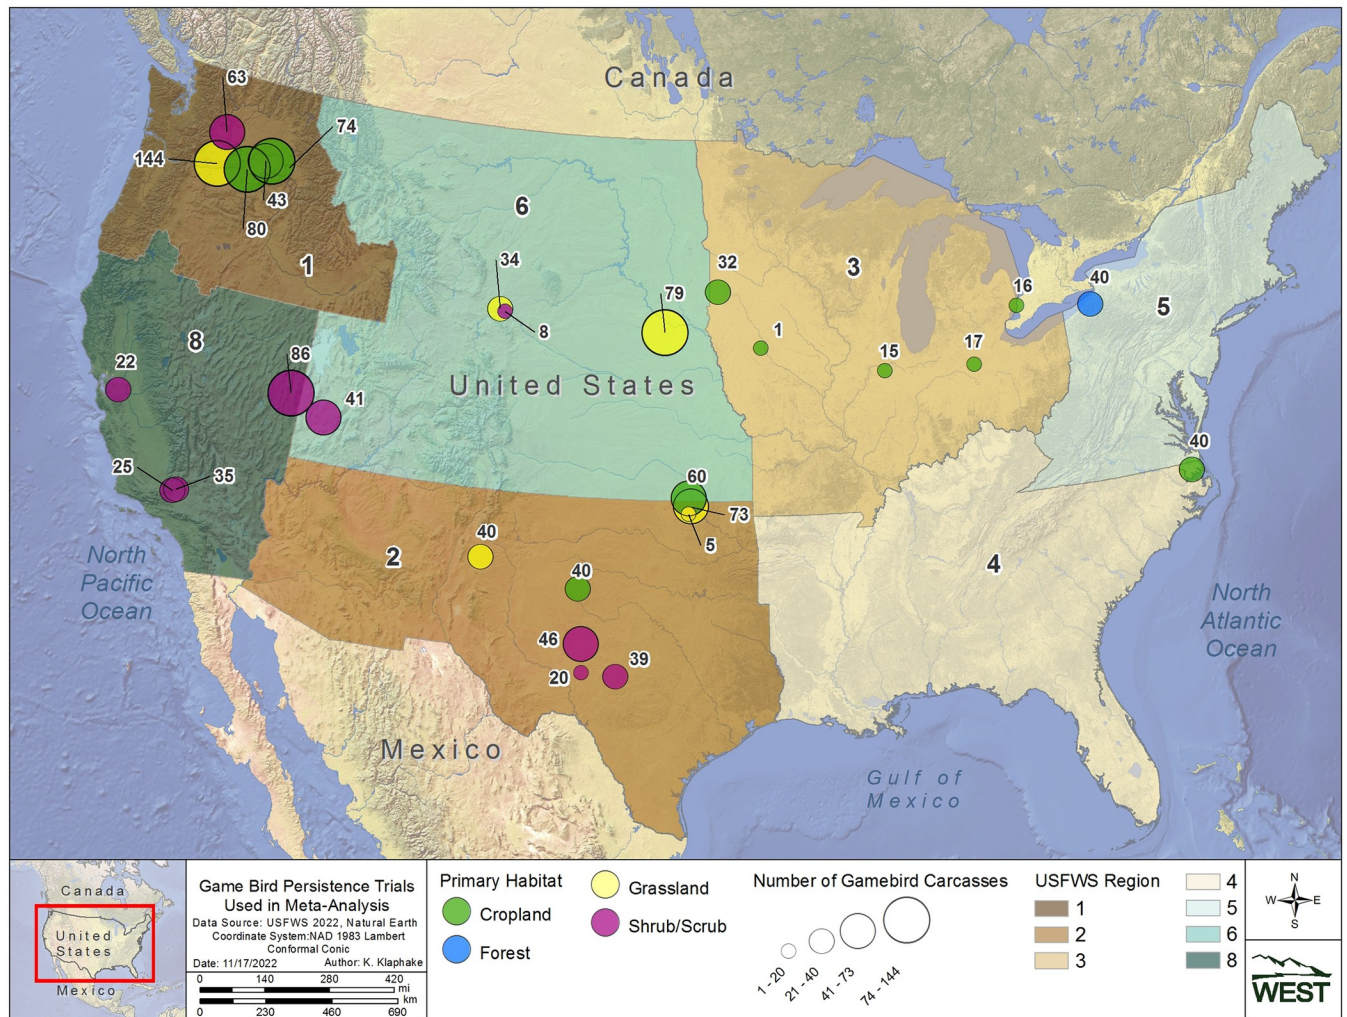 Canada
63
74
144
43
80
6
1
34
79
32
3
16
40
5
8
8
1
15
17
86
22
United States
41
40
25
35
60
73
5
North
Pacific
Ocean
2
40
40
4
North
Atlantic
Ocean
46
39
20
Mexico
Gulf of
Mexico
Canada
United
States
Mexico
Game Bird Persistence Trials
Used in Meta-Analysis
Data Source: USFWS 2022, Natural Earth
Coordinate System:NAD 1983 Lambert
Conformal Conic
Date: 11/17/2022 Author: K. Klaphake
0 140 280 420
mi
km
0 230 460 690
Primary Habitat
Cropland
Forest
Grassland
Shrub/Scrub
Number of Gamebird Carcasses
1 - 20
21 - 40
41 - 73
74 - 144
USFWS Region
1
2
3
4
5
6
8
N
W E
S
WEST